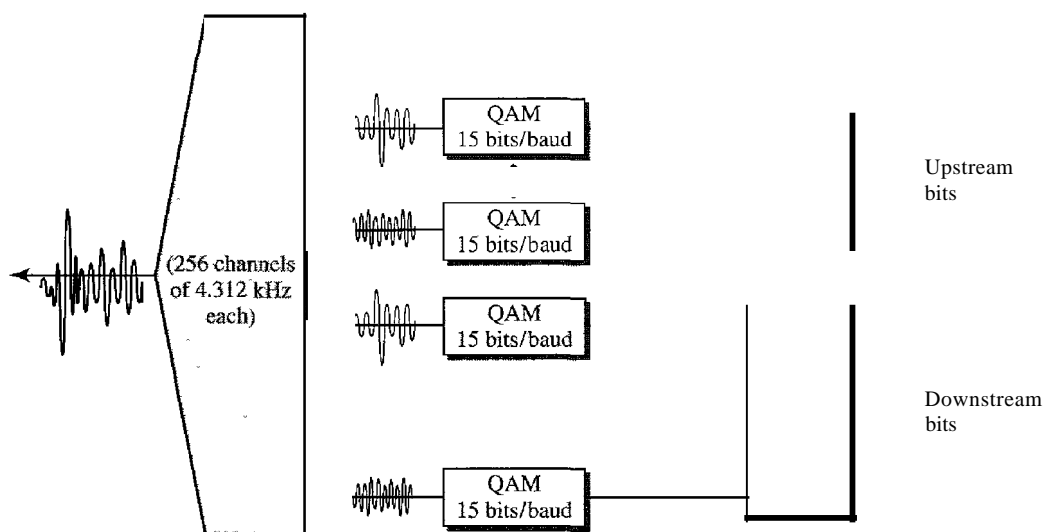 QAM
15 bits/baud
Upstream
bits
QAM
15 bits/baud
(256 channels
of 4.312 kHz
each)
QAM
15 bits/baud
Downstream
bits
QAM
15 bits/baud